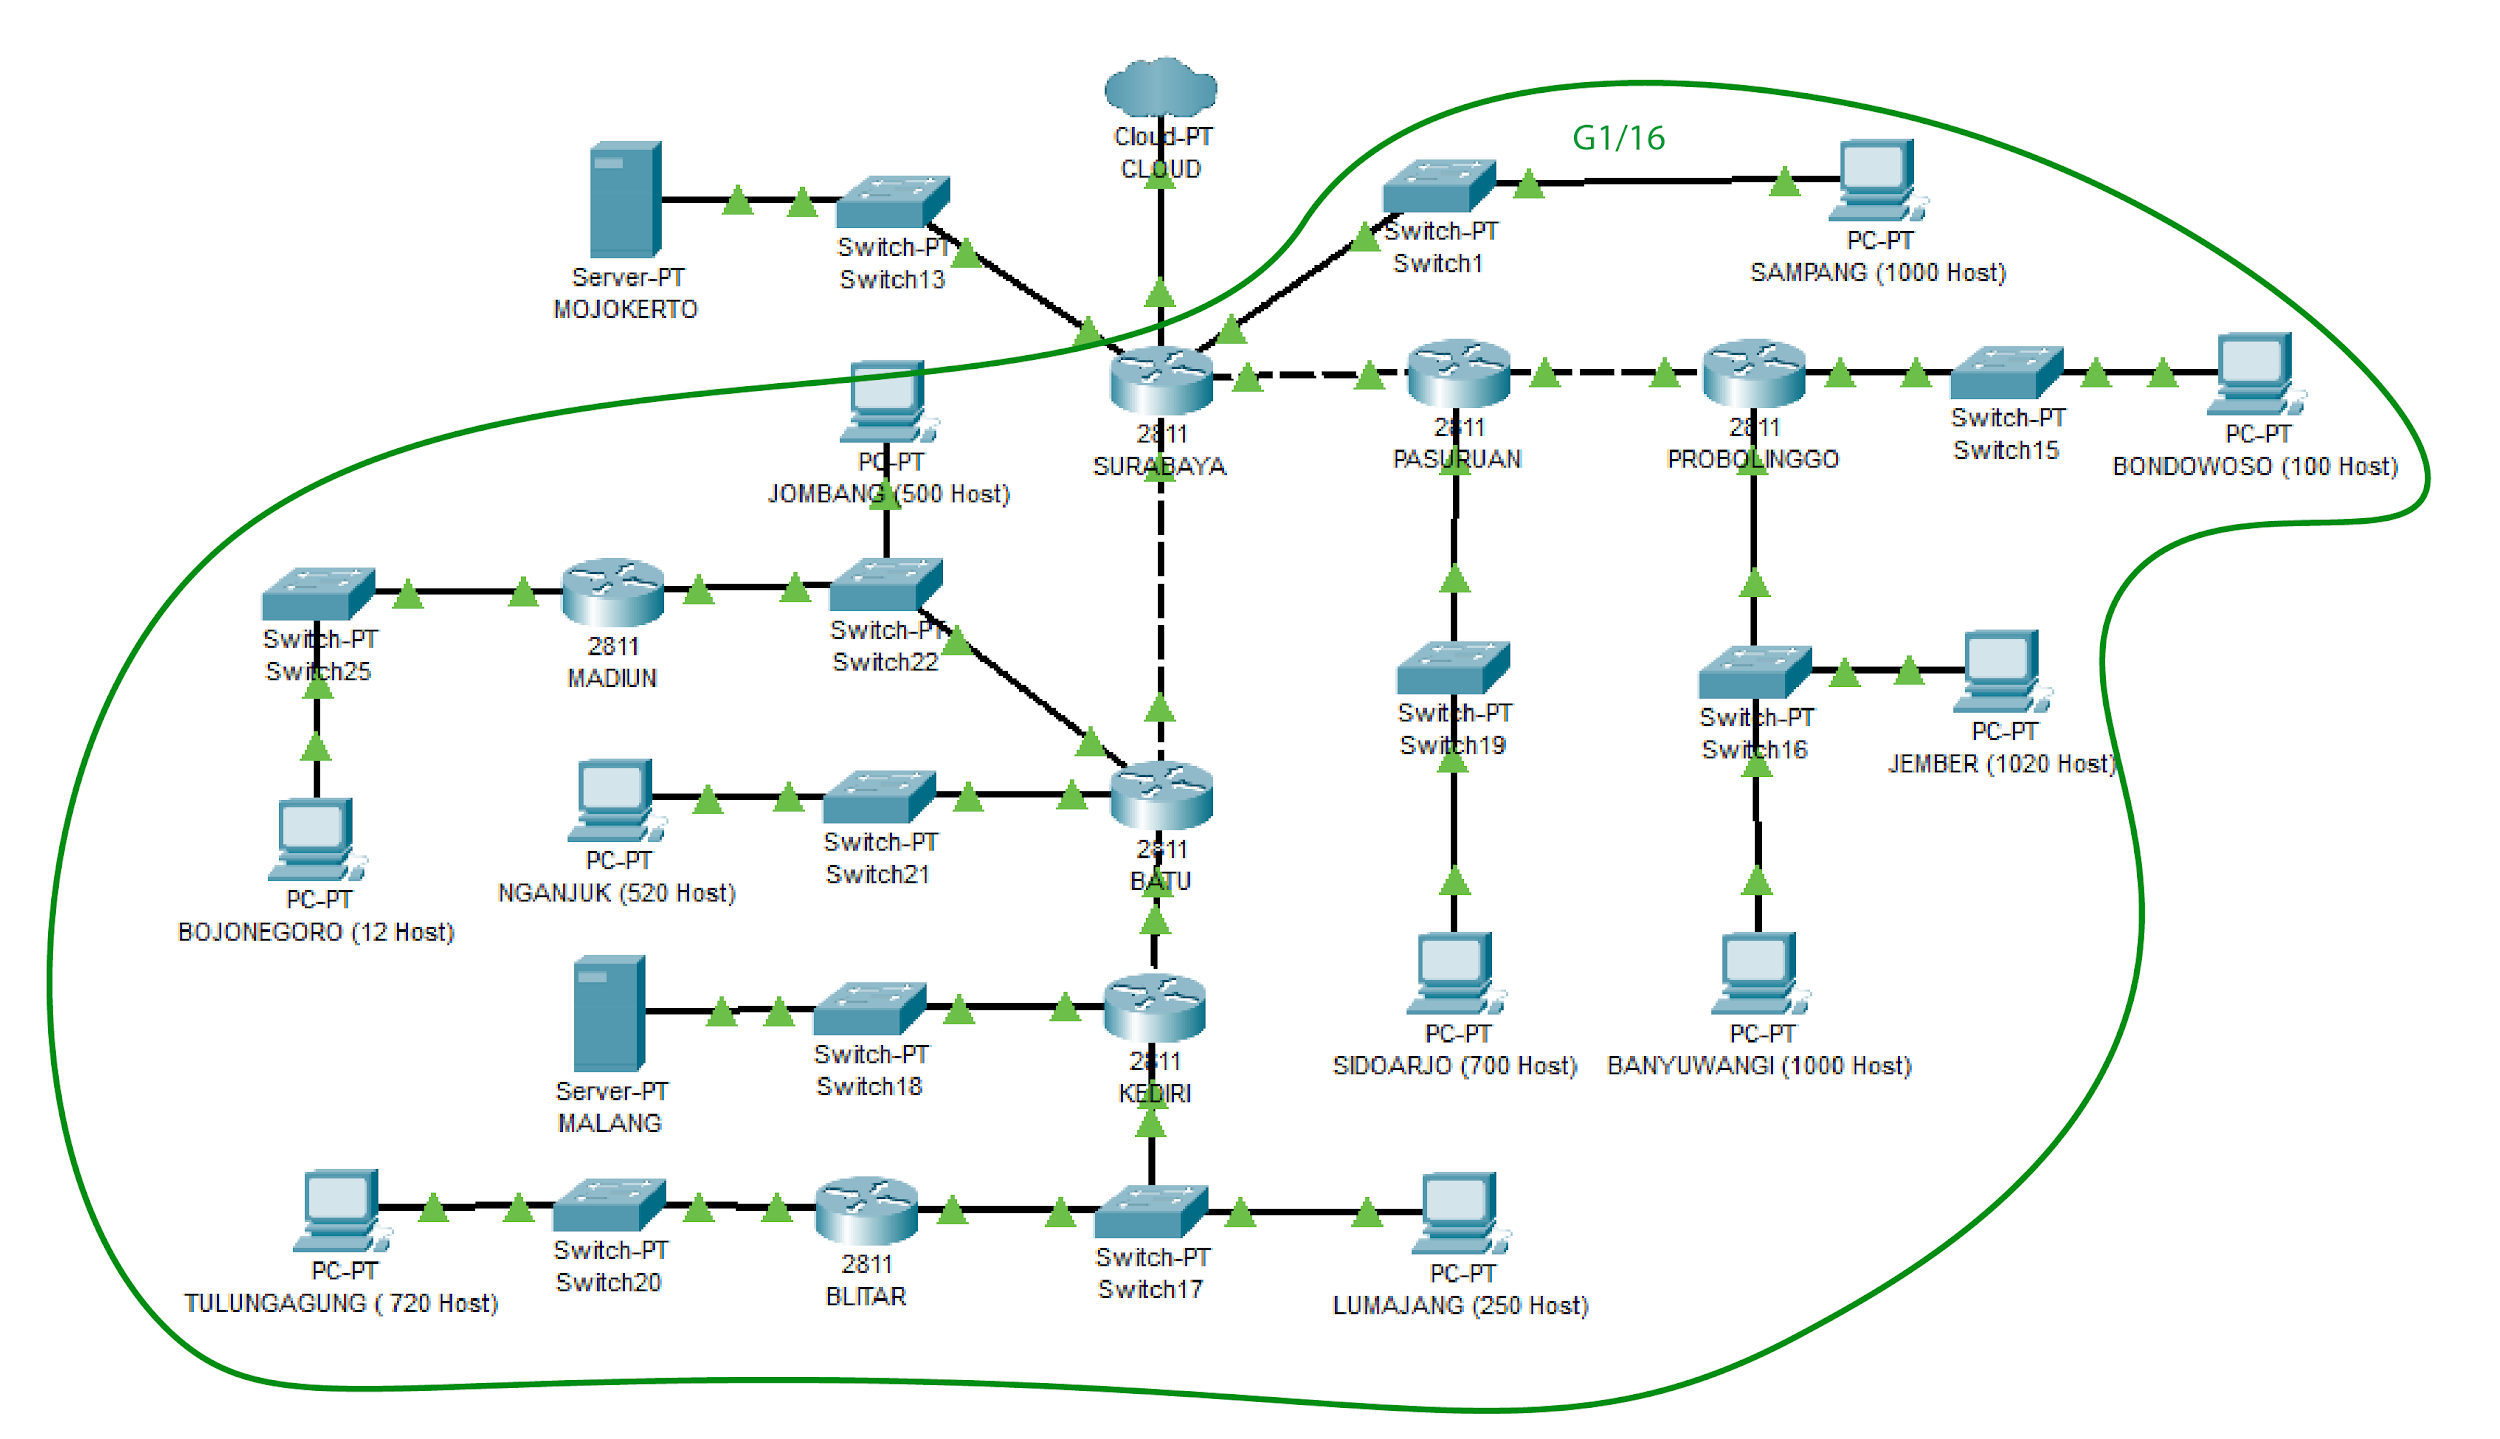 Cloud-PT
CLOUD
G1/16
Switch-PT
Switch13
Server-PT
MOJOKERTO
Switch-PT
Switch1
PC-PT
SAMPANG (1000 Host)
2811
SURABAYA
2811
PASURUAN
2811
PROBOLINGGO
Switch-PT
Switch15
PC-PT
BONDOWOSO (100 Host)
PC-PT
JOMBANG (500 Host)
Switch-PT
Switch25
2811
MADIUN
Switch-PT
Switch22
Switch-PT
Switch19
Switch-PT
Switch16
PC-PT
JEMBER (1020 Host)
PC-PT
BOJONEGORO (12 Host)
PC-PT
NGANJUK (520 Host)
Switch-PT
Switch21
2811
BATU
Server-PT
MALANG
Switch-PT
Switch18
2811
KEDIRI
PC-PT
SIDOARJO (700 Host)
PC-PT
BANYUWANGI (1000 Host)
PC-PT
TULUNGAGUNG ( 720 Host)
Switch-PT
Switch20
2811
BLITAR
Switch-PT
Switch17
PC-PT
LUMAJANG (250 Host)